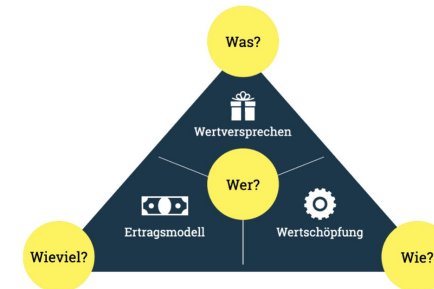 Was?
Wertversprechen
Wer?
Ertragsmodell
Wertschöpfung
Wieviel?
Wie?